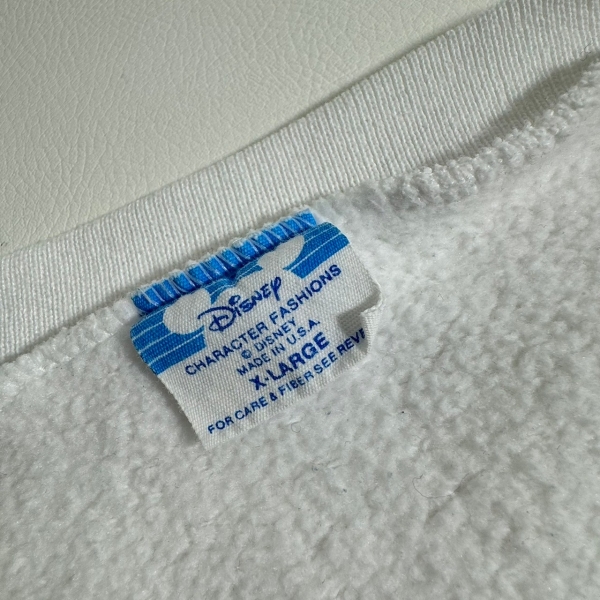 Disney
CHARACTER FASHIONS
© DISNEY
MADE IN U.S.A.
X-LARGE
FOR CARE & FIBER SEE